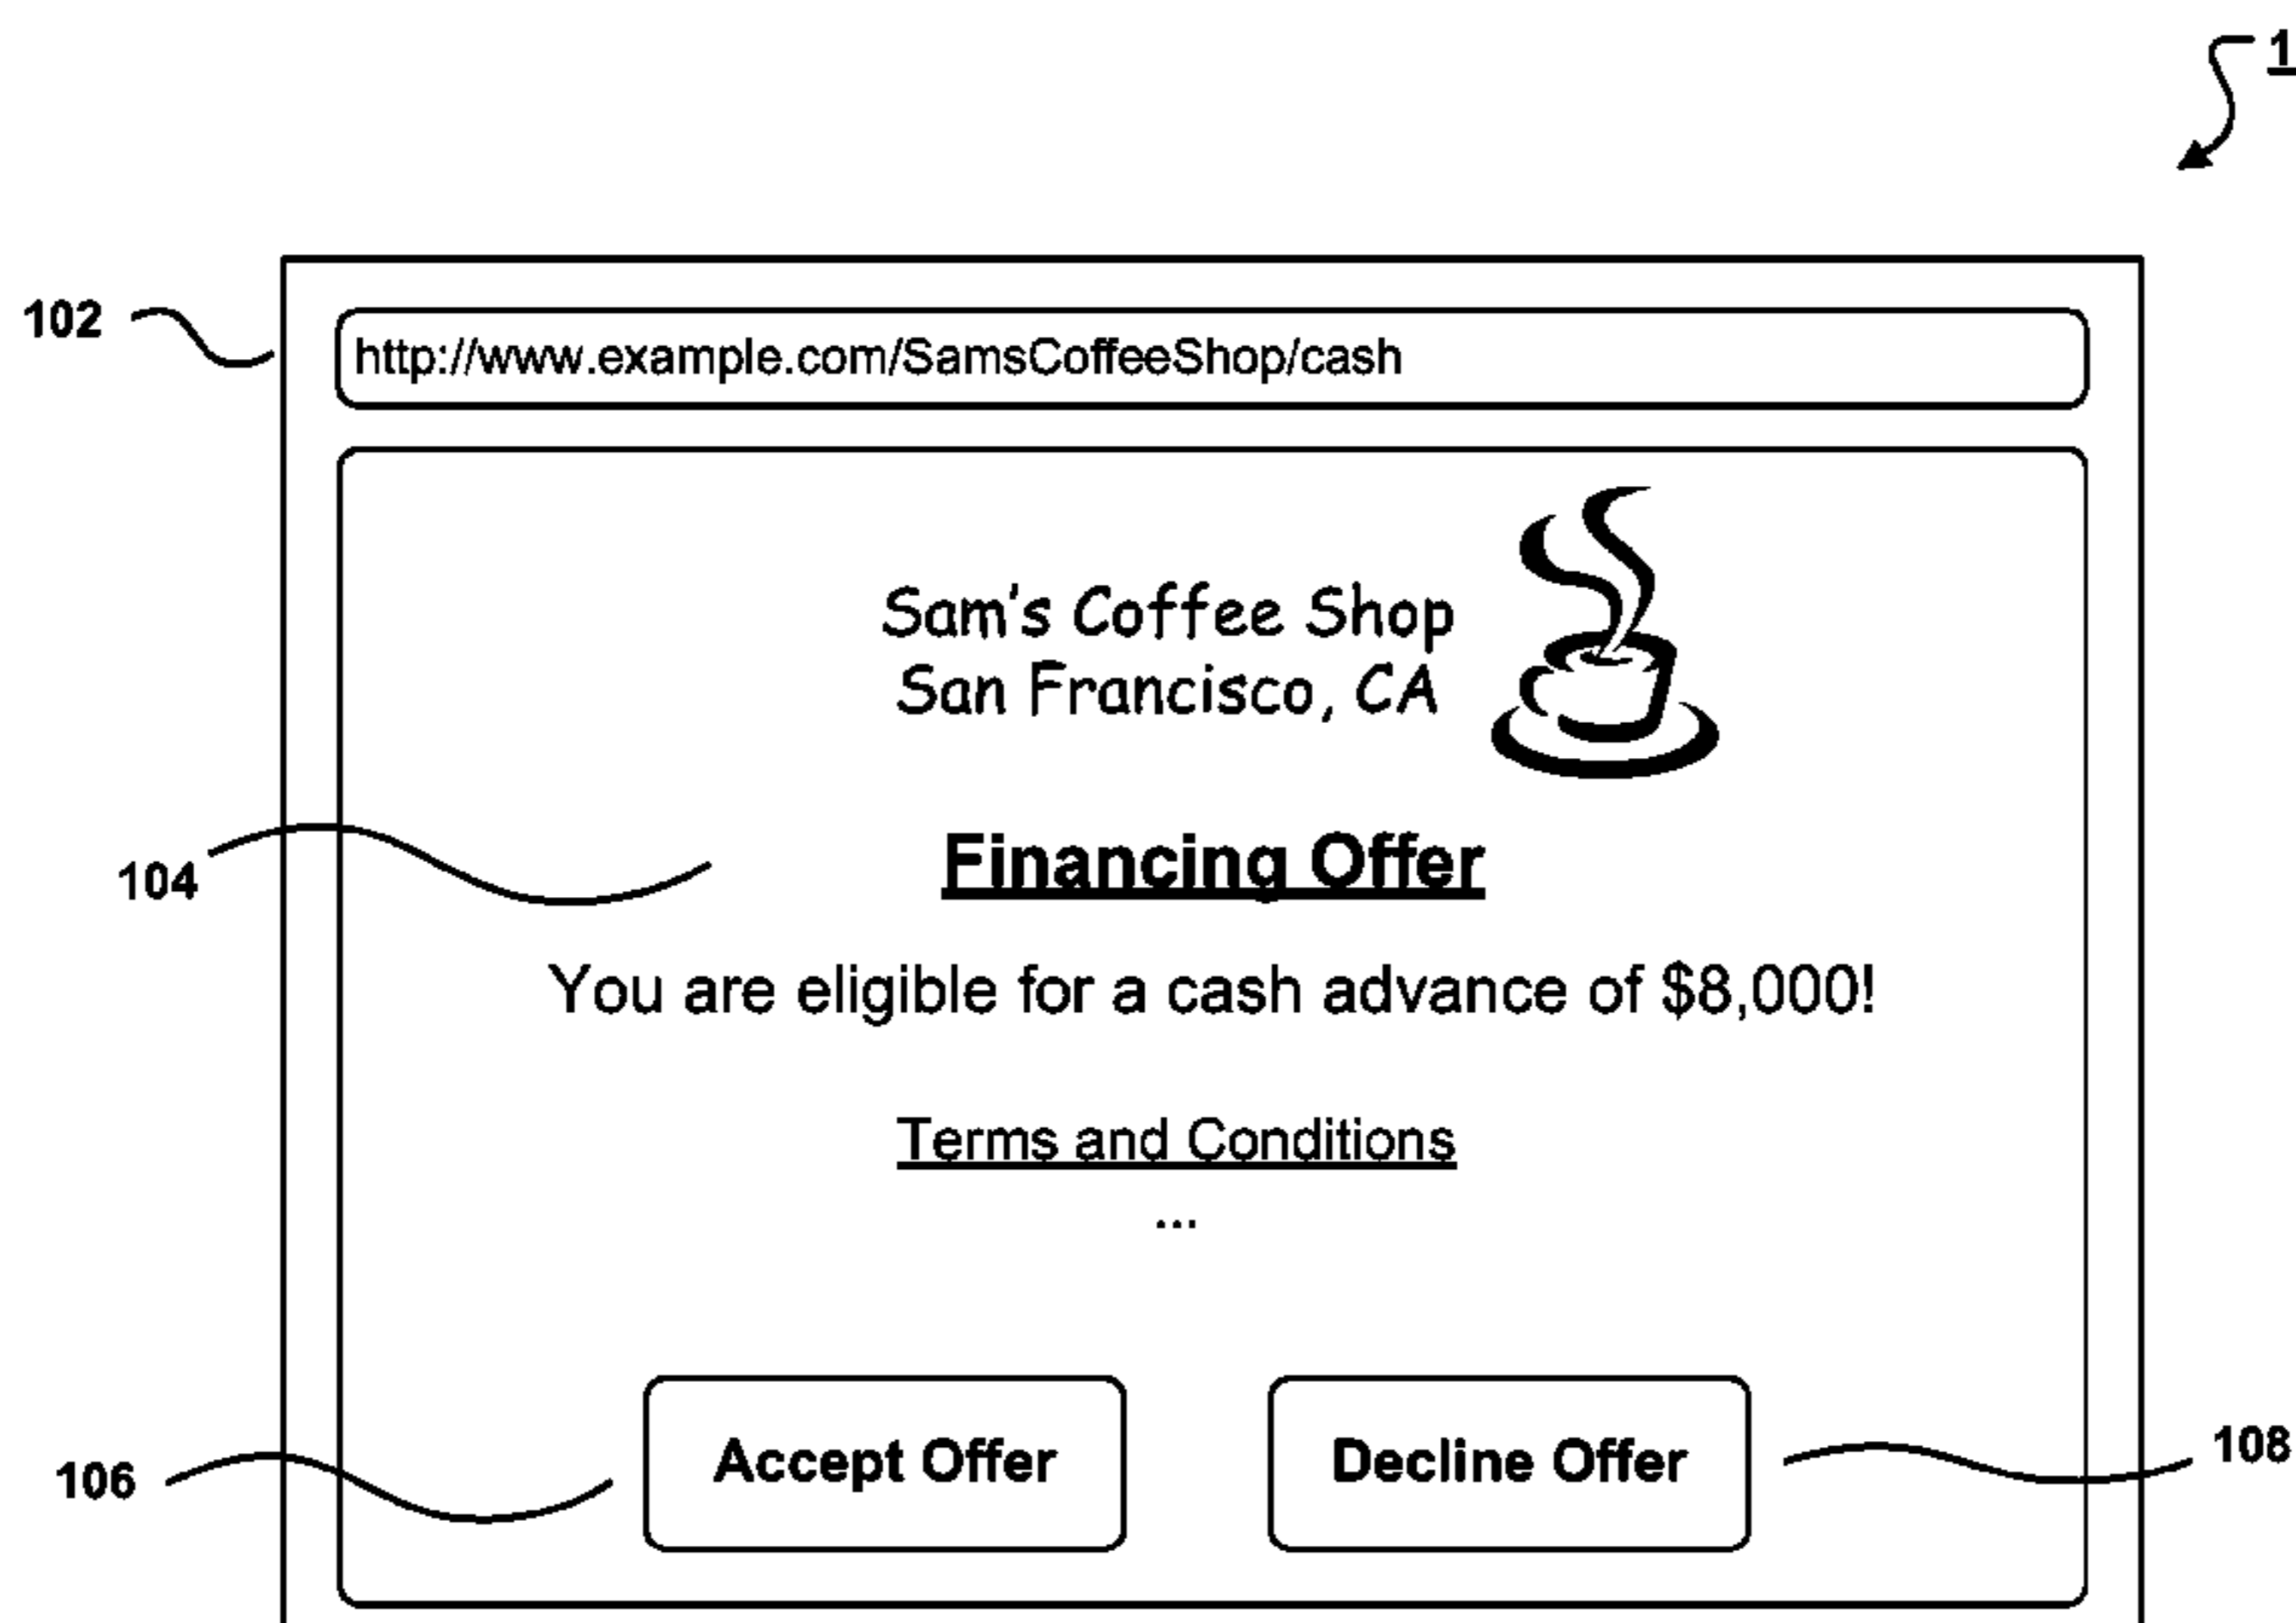 1
102
http://www.example.com/SamsCoffeeShop/cash
Sam's Coffee Shop
San Francisco, CA
104
Financing Offer
You are eligible for a cash advance of $8,000!
Terms and Conditions
...
106
Accept Offer
Decline Offer
108